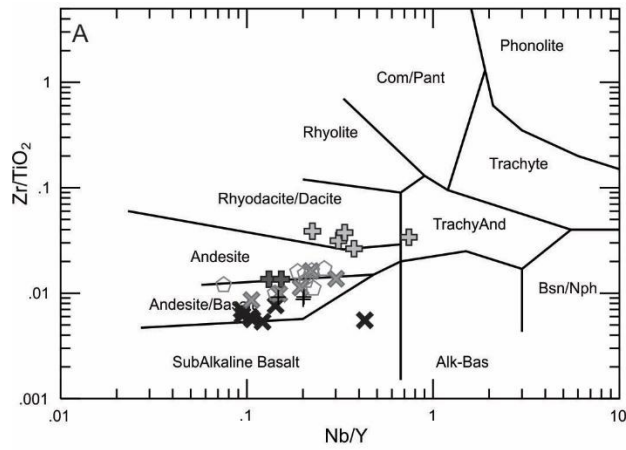 A
Phonolite
Com/Pant
1
Rhyolite
Trachyte
Zr/TiO2
.1
Rhyodacite/Dacite
TrachyAnd
Andesite
.01
Andesite/Bas
Bsn/Nph
SubAlkaline Basalt
Alk-Bas
.001
.01
.1
1
10
Nb/Y